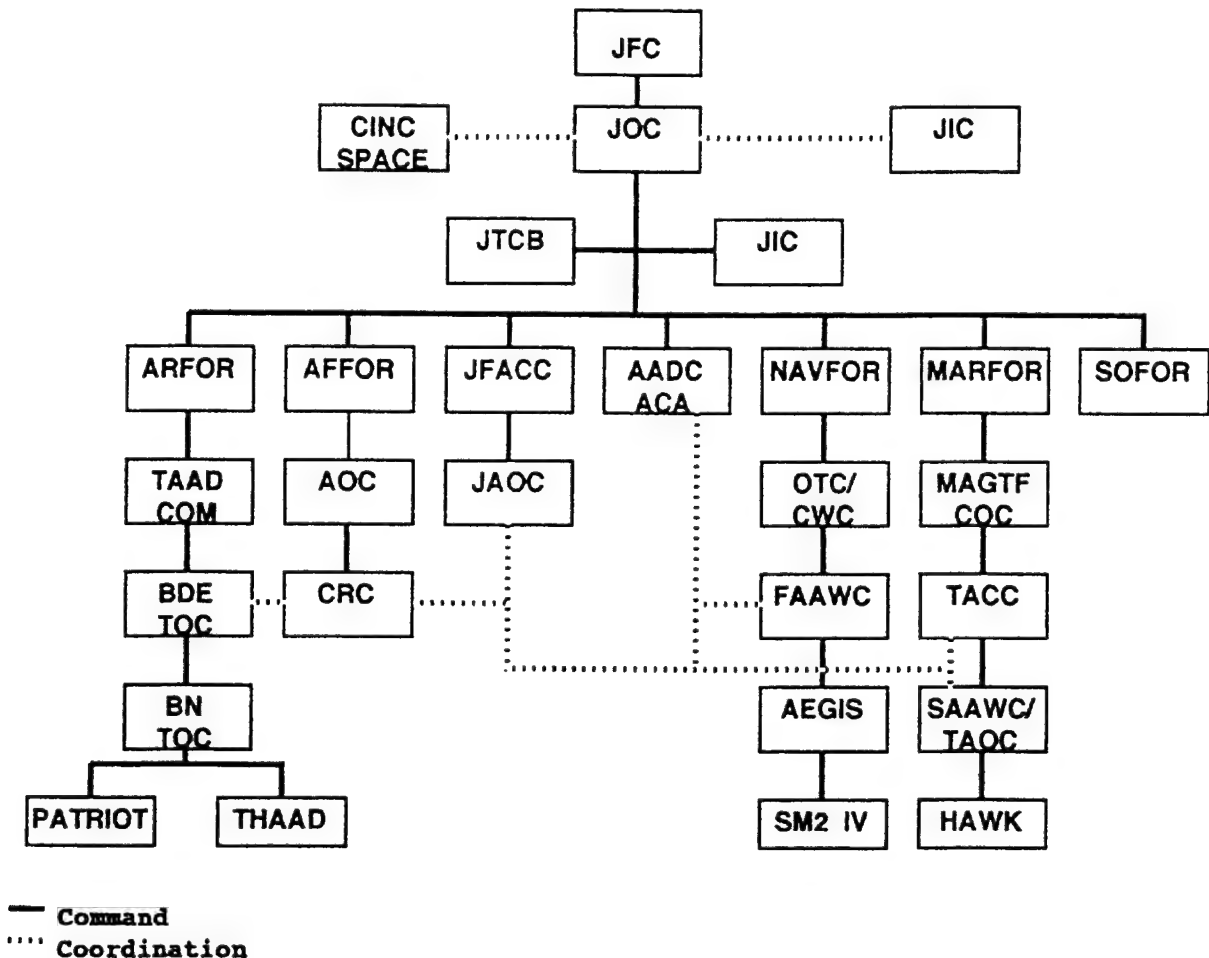 JFC
CINC
SPACE
JOC
JIC
JTCB
JIC
ARFOR
AFFOR
JFACC
AADC
ACA
NAVFOR
MARFOR
SOFOR
TAAD
COM
AOC
JAOC
OTC/
CWC
MAGTF
COC
BDE
TOC
CRC
FAAWC
TACC
BN
TOC
AEGIS
SAAWC/
TAOC
PATRIOT
THAAD
SM2 IV
HAWK
Command
Coordination